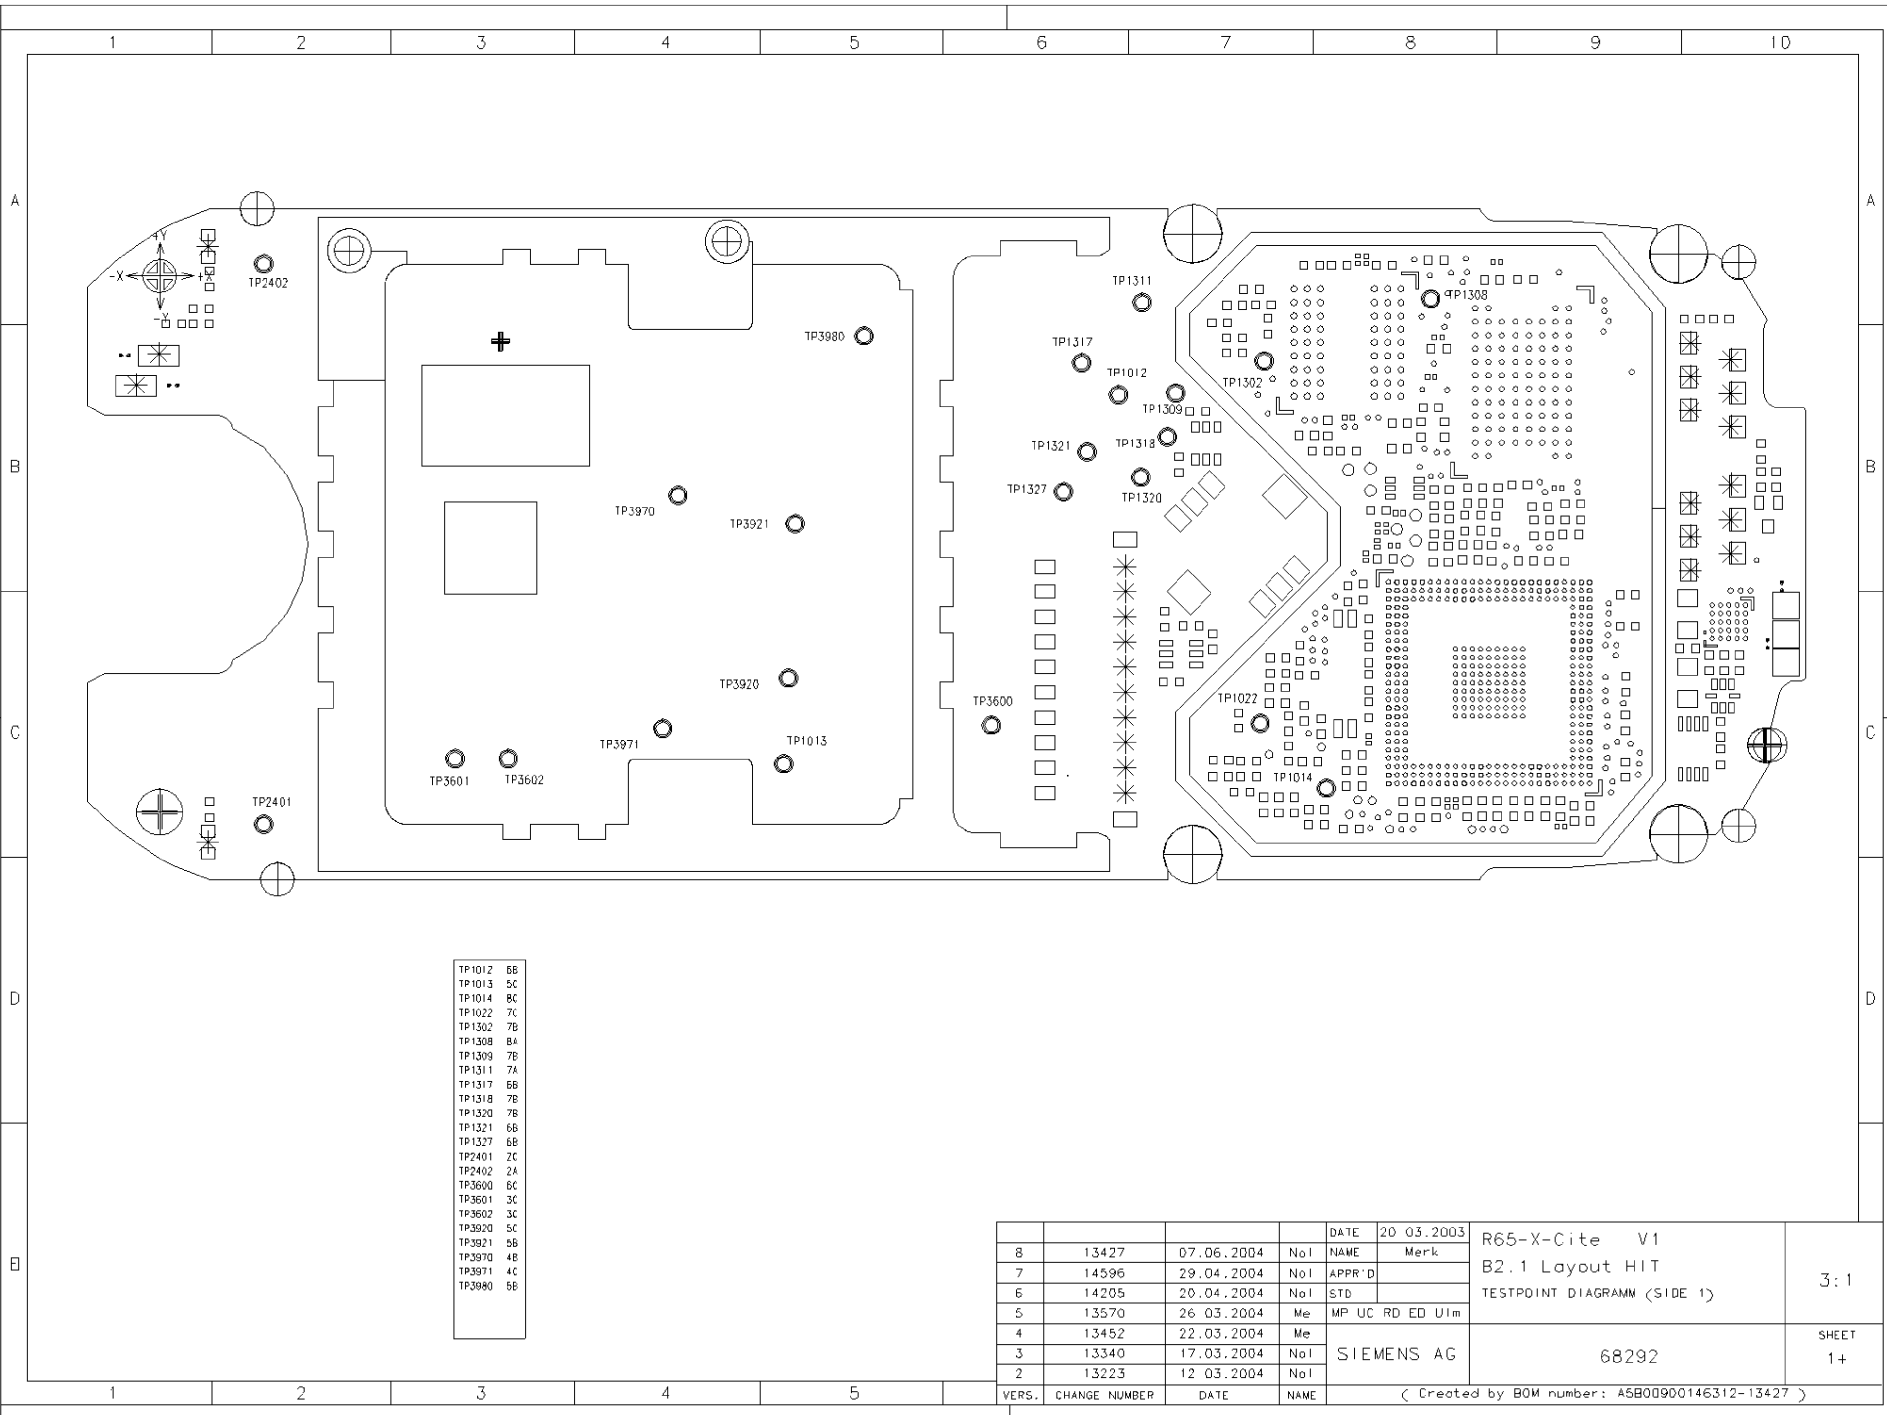 1 2 3 4 5 6 7 8 9 10
A A
+Y
-X +X
-Y
TP2402
TP1311
TP1308
TP3980
TP1317
TP1012
TP1302
TP1309
TP1318
TP1321
B B
TP1327
TP1320
TP3970
TP3921
TP3920
TP3600
TP1022
C C
TP3971
TP1013
TP3601
TP3602
TP1014
TP2401
D D
TP1012 6B
TP1013 5C
TP1014 8C
TP1022 7C
TP1302 7B
TP1308 8A
TP1309 7B
TP1311 7A
TP1317 6B
TP1318 7B
TP1320 7B
TP1321 6B
TP1327 6B
TP2401 2C
TP2402 2A
TP3600 6C
TP3601 3C
TP3602 3C
TP3920 5C
TP3921 5B
TP3970 4B
TP3971 4C
TP3980 5B
E
DATE 20 03.2003
8 13427 07.06.2004 Nol NAME Merk
7 14596 29.04.2004 Nol APPR'D
6 14205 20.04.2004 Nol STD
5 13570 26 03.2004 Me MP UC RD ED Ulm
4 13452 22.03.2004 Me
3 13340 17.03.2004 Nol
2 13223 12 03.2004 Nol
VERS. CHANGE NUMBER DATE NAME
SIEMENS AG
R65-X-Cite V1
B2.1 Layout HIT
TESTPOINT DIAGRAMM (SIDE 1)
3:1
68292
SHEET
1+
( Created by BOM number: A5B00900146312-13427 )
1 2 3 4 5